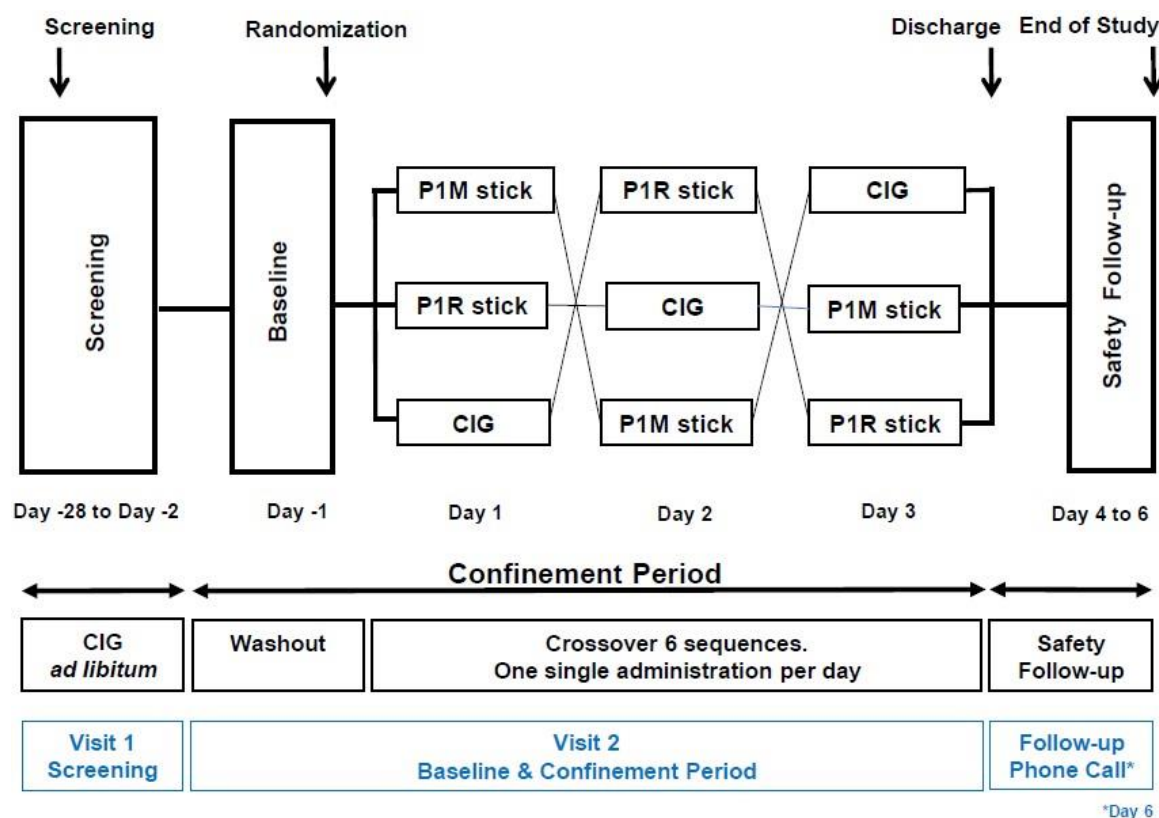 Screening
Randomization
Discharge
End of Study
Screening
Baseline
P1M stick
P1R stick
CIG
P1R stick
CIG
P1M stick
CIG
P1M stick
P1R stick
Safety Follow-up
Day -28 to Day -2
Day -1
Day 1
Day 2
Day 3
Day 4 to 6
Confinement Period
CIG
ad libitum
Washout
Crossover 6 sequences.
One single administration per day
Safety
Follow-up
Visit 1
Screening
Visit 2
Baseline & Confinement Period
Follow-up
Phone Call*
*Day 6